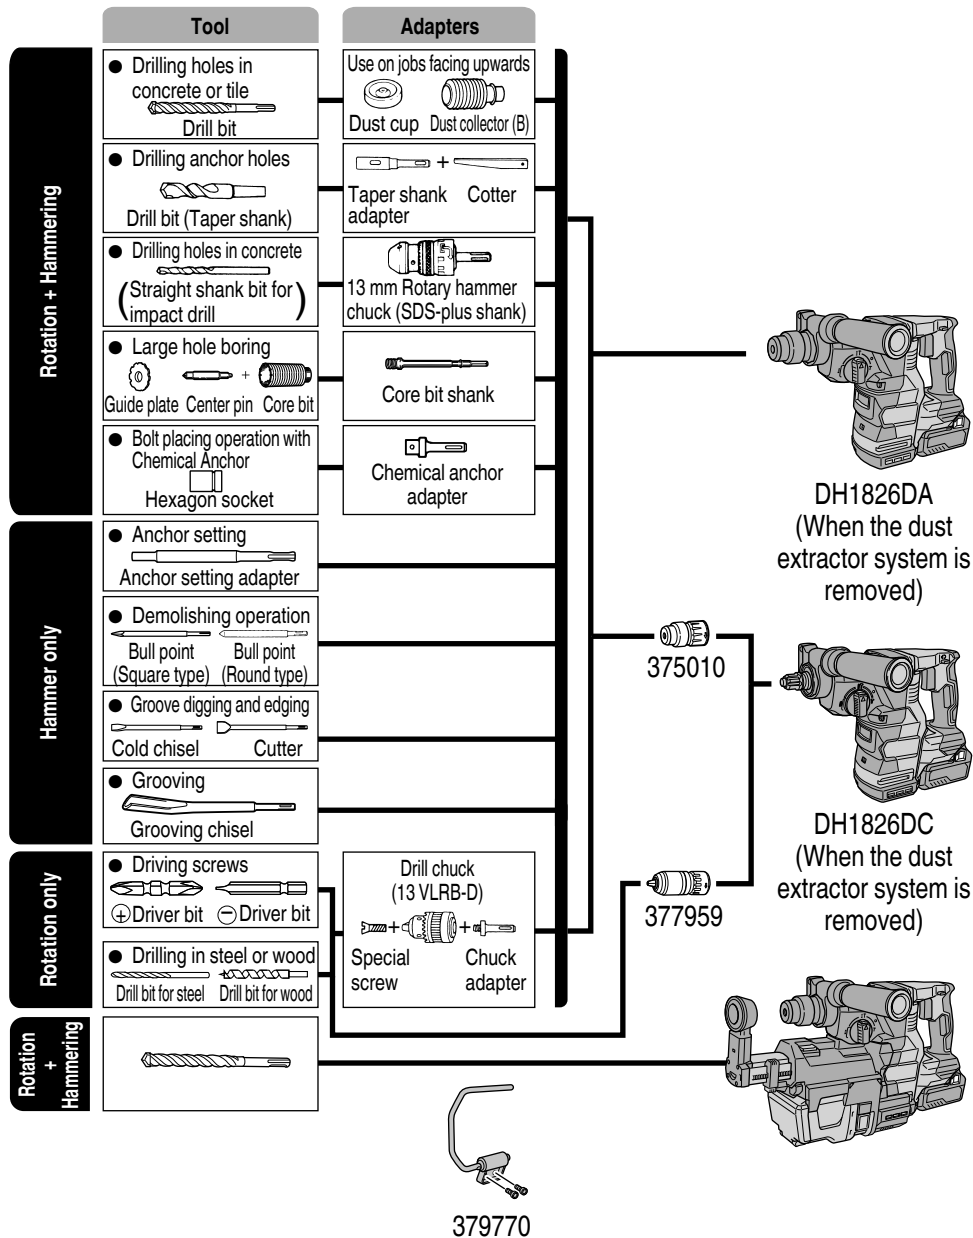 Tool
Adapters
Rotation + Hammering
● Drilling holes in
concrete or tile
Drill bit
Use on jobs facing upwards
Dust cup
Dust collector (B)
● Drilling anchor holes
Drill bit (Taper shank)
+
Taper shank
adapter
Cotter
● Drilling holes in concrete
(Straight shank bit for
impact drill)
13 mm Rotary hammer
chuck (SDS-plus shank)
● Large hole boring
+
Guide plate
Center pin
Core bit
Core bit shank
● Bolt placing operation with
Chemical Anchor
Hexagon socket
Chemical anchor
adapter
Hammer only
● Anchor setting
Anchor setting adapter
● Demolishing operation
Bull point
(Square type)
Bull point
(Round type)
● Groove digging and edging
Cold chisel
Cutter
● Grooving
Grooving chisel
Rotation only
● Driving screws
+ Driver bit
− Driver bit
● Drilling in steel or wood
Drill bit for steel
Drill bit for wood
Drill chuck
(13 VLRB-D)
+
+
Special
screw
Chuck
adapter
Rotation
+
Hammering
DH1826DA
(When the dust
extractor system is
removed)
375010
DH1826DC
(When the dust
extractor system is
removed)
377959
379770